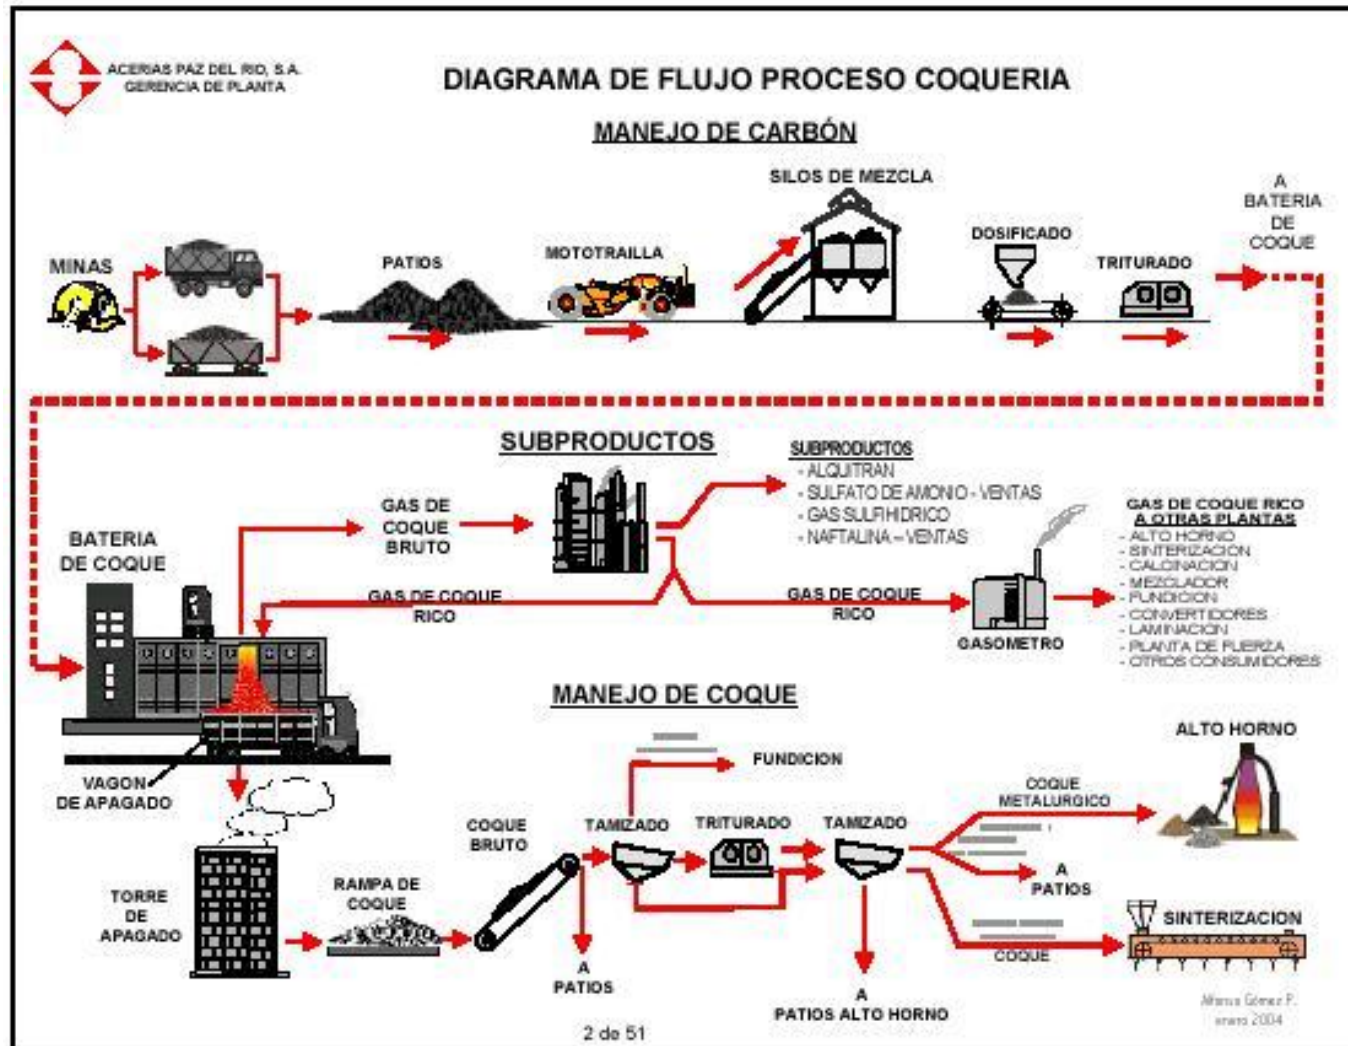 ACERIAS PAZ DEL RIO, S.A.
GERENCIA DE PLANTA
DIAGRAMA DE FLUJO PROCESO COQUERIA
MANEJO DE CARBÓN
MINAS
PATIOS
MOTOTRAILLA
SILOS DE MEZCLA
DOSIFICADO
TRITURADO
A
BATERIA
DE
COQUE
SUBPRODUCTOS
BATERIA
DE COQUE
GAS DE
COQUE
BRUTO
SUBPRODUCTOS
- ALQUITRAN
- SULFATO DE AMONIO - VENTAS
- GAS SULFIHIDRICO
- NAFTALINA – VENTAS
GAS DE COQUE
RICO
GAS DE COQUE
RICO
GASOMETRO
GAS DE COQUE RICO
A OTRAS PLANTAS
- ALTO HORNO
- SINTERIZACION
- CALCINACION
- MEZCLADOR
- FUNDICION
- CONVERTIDORES
- LAMINACION
- PLANTA DE FUERZA
- OTROS CONSUMIDORES
MANEJO DE COQUE
VAGON
DE APAGADO
TORRE
DE
APAGADO
RAMPA DE
COQUE
COQUE
BRUTO
A
PATIOS
TAMIZADO
FUNDICION
TRITURADO
TAMIZADO
A
PATIOS ALTO HORNO
COQUE
METALURGICO
ALTO HORNO
A
PATIOS
COQUE
SINTERIZACION
Alfonso Gómez P.
enero 2004
2 de 51